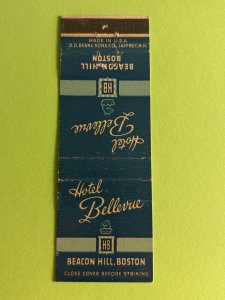 MADE IN U.S.A.
D.D. BEAN & SONS CO., JAFFREY, N.H.
BEACON HILL
BOSTON
HB
Hotel
Bellevue
Hotel
Bellevue
HB
BEACON HILL, BOSTON
CLOSE COVER BEFORE STRIKING